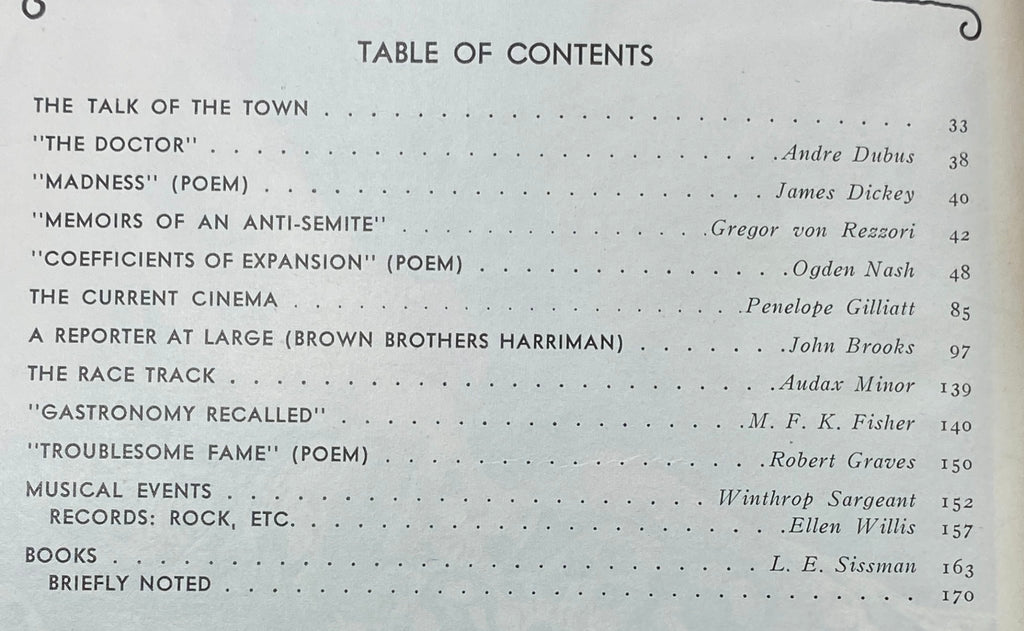 TABLE OF CONTENTS
THE TALK OF THE TOWN . . . . . . . . . . . . . . . . . . . . . . . . . . 33
"THE DOCTOR" . . . . . . . . . . . . . . . . . . . . . . . . . . Andre Dubus 38
"MADNESS" (POEM) . . . . . . . . . . . . . . . . . . . . . . . James Dickey 40
"MEMOIRS OF AN ANTI-SEMITE" . . . . . . . . . . . . . . Gregor von Rezzori 42
"COEFFICIENTS OF EXPANSION" (POEM) . . . . . . . . . . . . . . Ogden Nash 48
THE CURRENT CINEMA . . . . . . . . . . . . . . . . . . . . Penelope Gilliatt 85
A REPORTER AT LARGE (BROWN BROTHERS HARRIMAN) . . . . . . . John Brooks 97
THE RACE TRACK . . . . . . . . . . . . . . . . . . . . . . . . Audax Minor 139
"GASTRONOMY RECALLED" . . . . . . . . . . . . . . . . . . M. F. K. Fisher 140
"TROUBLESOME FAME" (POEM) . . . . . . . . . . . . . . . . . Robert Graves 150
MUSICAL EVENTS . . . . . . . . . . . . . . . . . . . . . Winthrop Sargeant 152
RECORDS: ROCK, ETC. . . . . . . . . . . . . . . . . . . . . . Ellen Willis 157
BOOKS . . . . . . . . . . . . . . . . . . . . . . . . . . . . L. E. Sissman 163
BRIEFLY NOTED . . . . . . . . . . . . . . . . . . . . . . . . . . . . . . 170